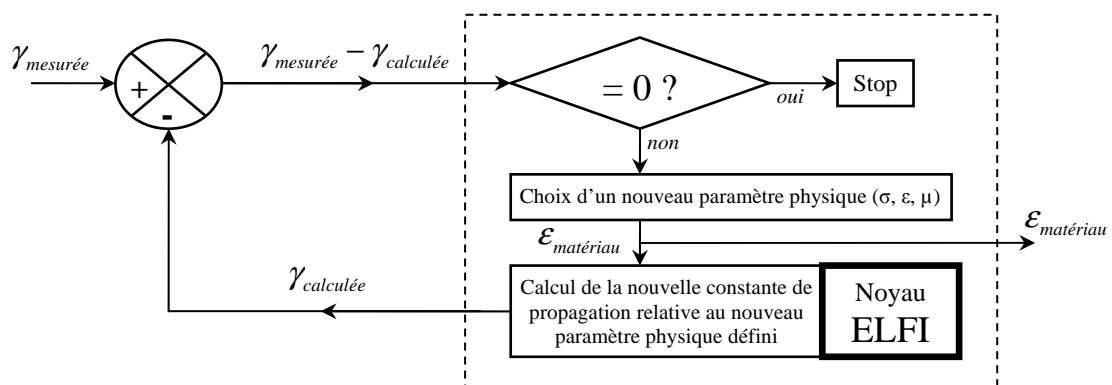 γmesurée
γmesurée − γcalculée
+
-
= 0 ?
oui
Stop
non
Choix d'un nouveau paramètre physique (σ, ε, µ)
εmatériau
εmatériau
γcalculée
Calcul de la nouvelle constante de
propagation relative au nouveau
paramètre physique défini
Noyau
ELFI